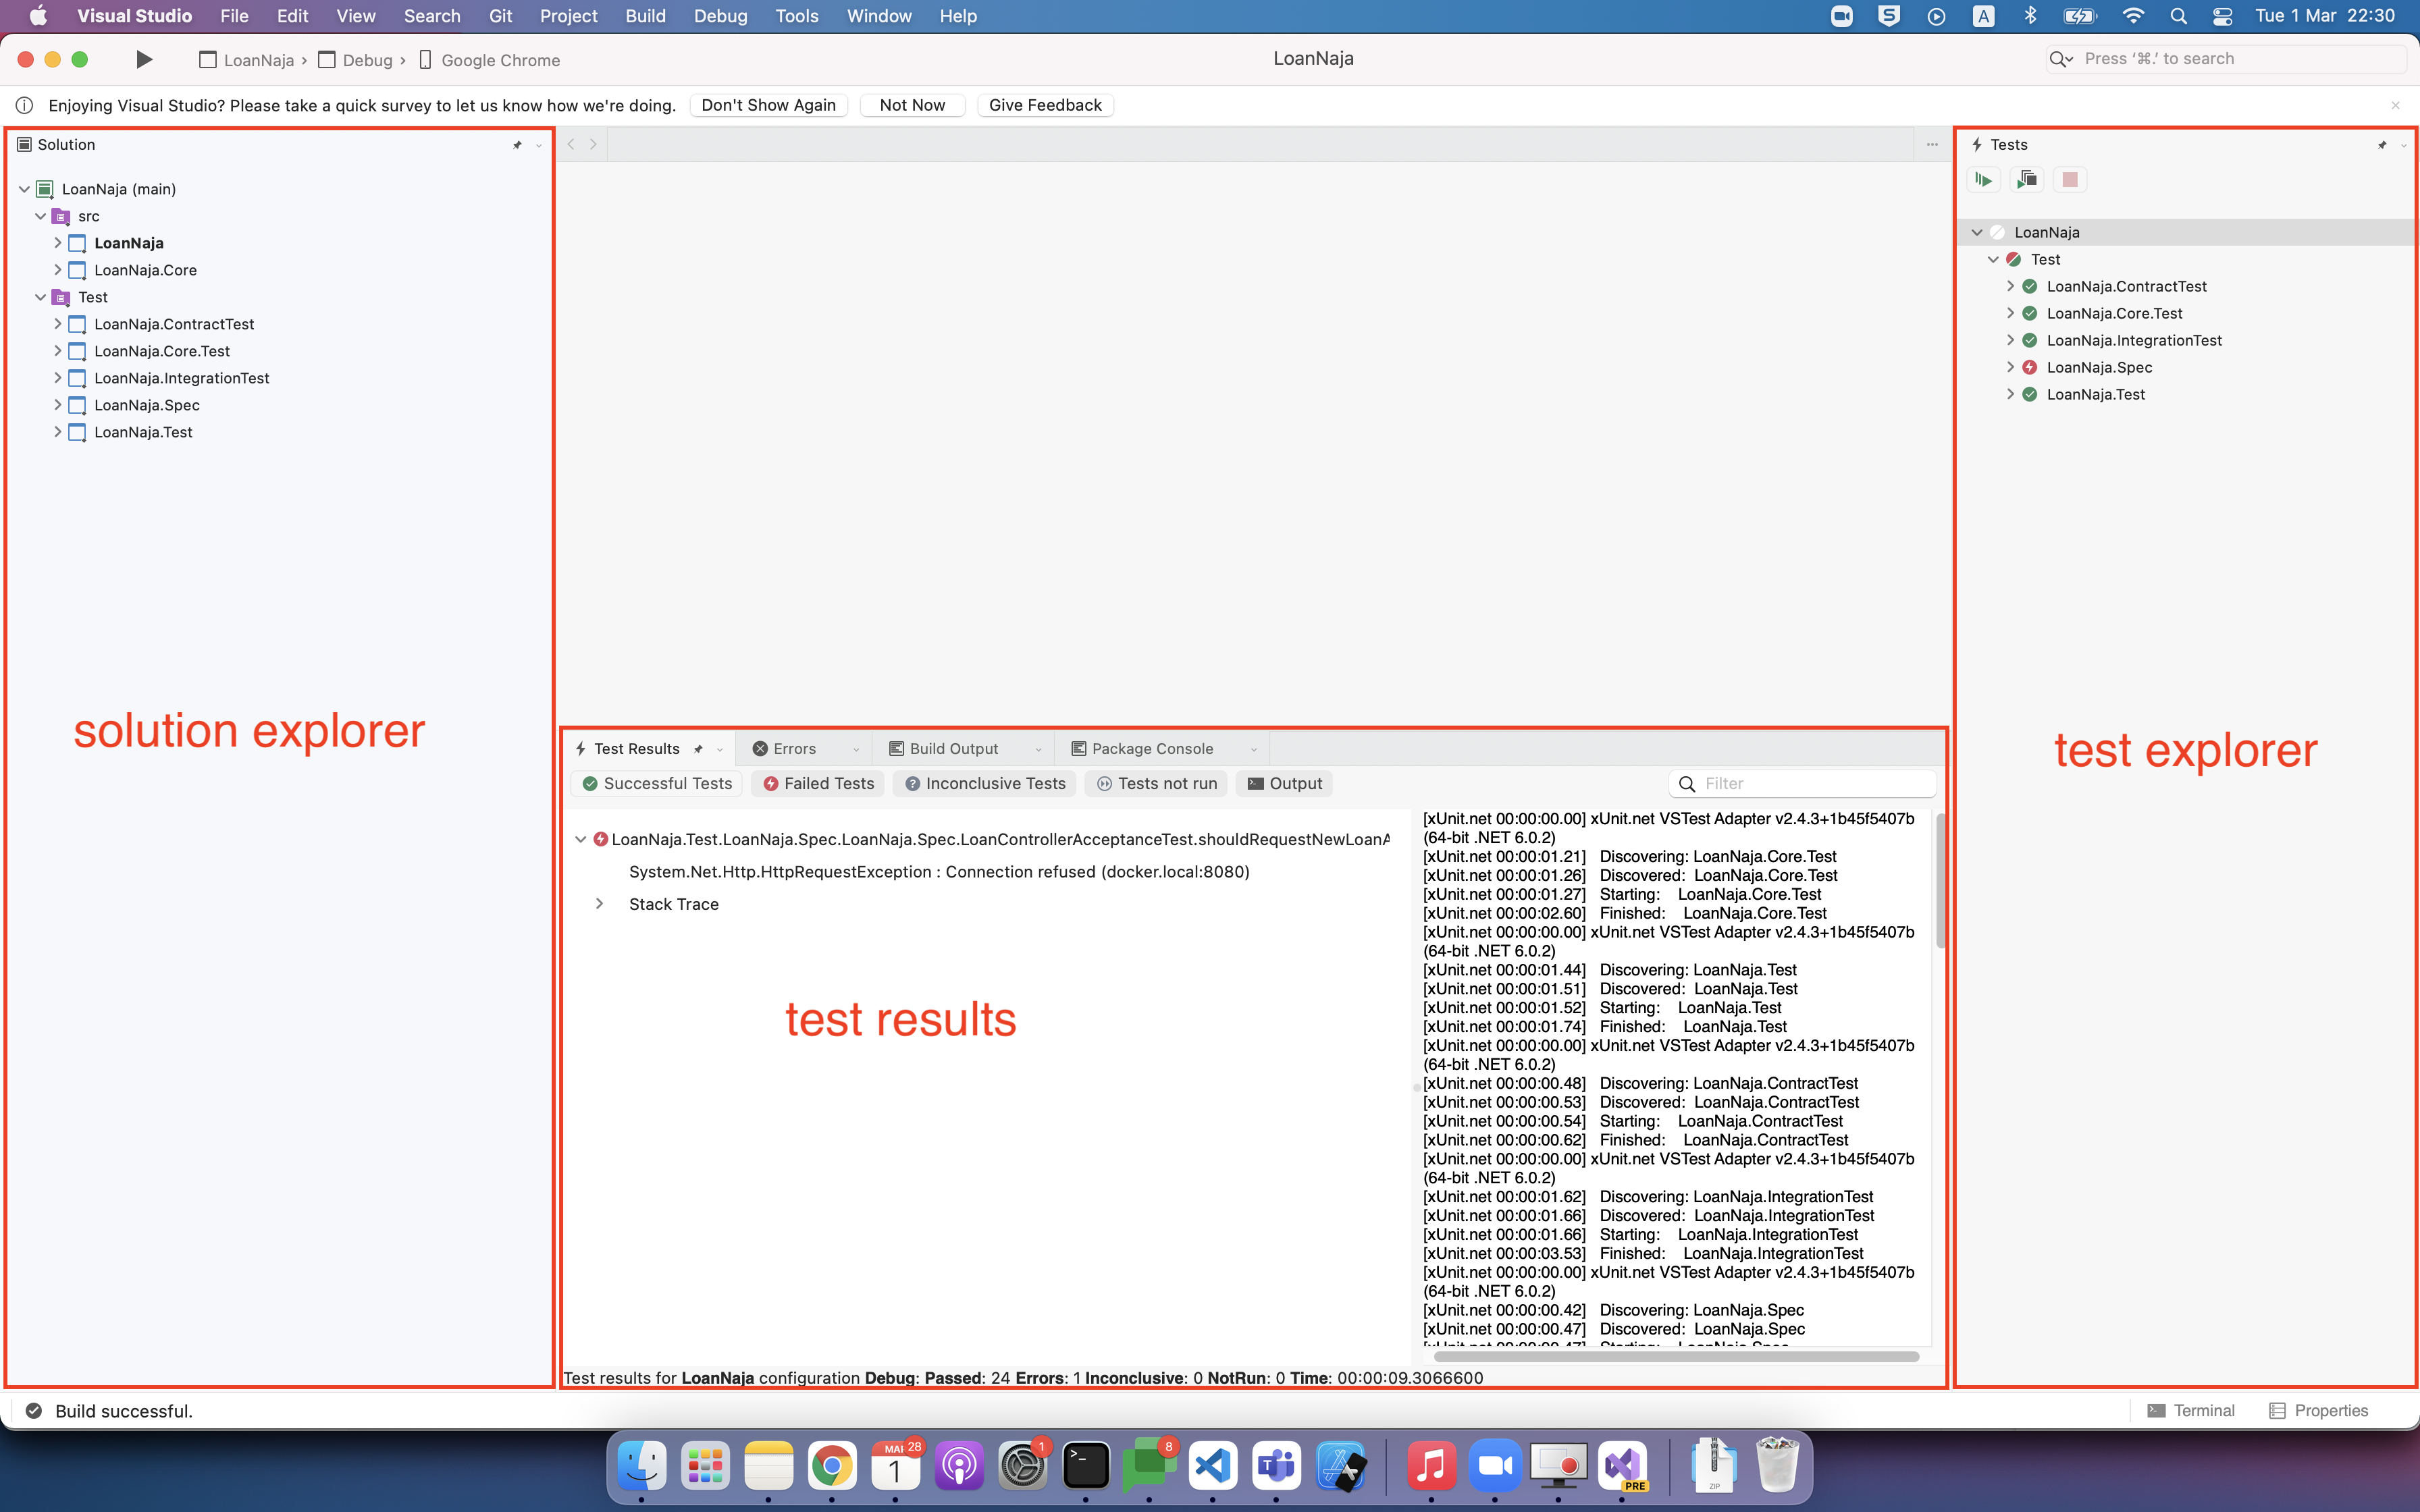 Visual Studio File Edit View Search Git Project Build Debug Tools Window Help
A Tue 1 Mar 22:30
LoanNaja › Debug › Google Chrome
LoanNaja
Press ‘⌘.’ to search
Enjoying Visual Studio? Please take a quick survey to let us know how we're doing. Don't Show Again Not Now Give Feedback
Solution
LoanNaja (main)
src
LoanNaja
LoanNaja.Core
Test
LoanNaja.ContractTest
LoanNaja.Core.Test
LoanNaja.IntegrationTest
LoanNaja.Spec
LoanNaja.Test
solution explorer
Test Results Errors Build Output Package Console
Successful Tests Failed Tests Inconclusive Tests Tests not run Output Filter
LoanNaja.Test.LoanNaja.Spec.LoanNaja.Spec.LoanControllerAcceptanceTest.shouldRequestNewLoanA
System.Net.Http.HttpRequestException : Connection refused (docker.local:8080)
Stack Trace
test results
[xUnit.net 00:00:00.00] xUnit.net VSTest Adapter v2.4.3+1b45f5407b
(64-bit .NET 6.0.2)
[xUnit.net 00:00:01.21] Discovering: LoanNaja.Core.Test
[xUnit.net 00:00:01.26] Discovered: LoanNaja.Core.Test
[xUnit.net 00:00:01.27] Starting: LoanNaja.Core.Test
[xUnit.net 00:00:02.60] Finished: LoanNaja.Core.Test
[xUnit.net 00:00:00.00] xUnit.net VSTest Adapter v2.4.3+1b45f5407b
(64-bit .NET 6.0.2)
[xUnit.net 00:00:01.44] Discovering: LoanNaja.Test
[xUnit.net 00:00:01.51] Discovered: LoanNaja.Test
[xUnit.net 00:00:01.52] Starting: LoanNaja.Test
[xUnit.net 00:00:01.74] Finished: LoanNaja.Test
[xUnit.net 00:00:00.00] xUnit.net VSTest Adapter v2.4.3+1b45f5407b
(64-bit .NET 6.0.2)
[xUnit.net 00:00:00.48] Discovering: LoanNaja.ContractTest
[xUnit.net 00:00:00.53] Discovered: LoanNaja.ContractTest
[xUnit.net 00:00:00.54] Starting: LoanNaja.ContractTest
[xUnit.net 00:00:00.62] Finished: LoanNaja.ContractTest
[xUnit.net 00:00:00.00] xUnit.net VSTest Adapter v2.4.3+1b45f5407b
(64-bit .NET 6.0.2)
[xUnit.net 00:00:01.62] Discovering: LoanNaja.IntegrationTest
[xUnit.net 00:00:01.66] Discovered: LoanNaja.IntegrationTest
[xUnit.net 00:00:01.66] Starting: LoanNaja.IntegrationTest
[xUnit.net 00:00:03.53] Finished: LoanNaja.IntegrationTest
[xUnit.net 00:00:00.00] xUnit.net VSTest Adapter v2.4.3+1b45f5407b
(64-bit .NET 6.0.2)
[xUnit.net 00:00:00.42] Discovering: LoanNaja.Spec
[xUnit.net 00:00:00.47] Discovered: LoanNaja.Spec
Test results for LoanNaja configuration Debug: Passed: 24 Errors: 1 Inconclusive: 0 NotRun: 0 Time: 00:00:09.3066600
Tests
LoanNaja
Test
LoanNaja.ContractTest
LoanNaja.Core.Test
LoanNaja.IntegrationTest
LoanNaja.Spec
LoanNaja.Test
test explorer
Build successful.
Terminal Properties
MAR 28
1
1
8
PRE
ZIP